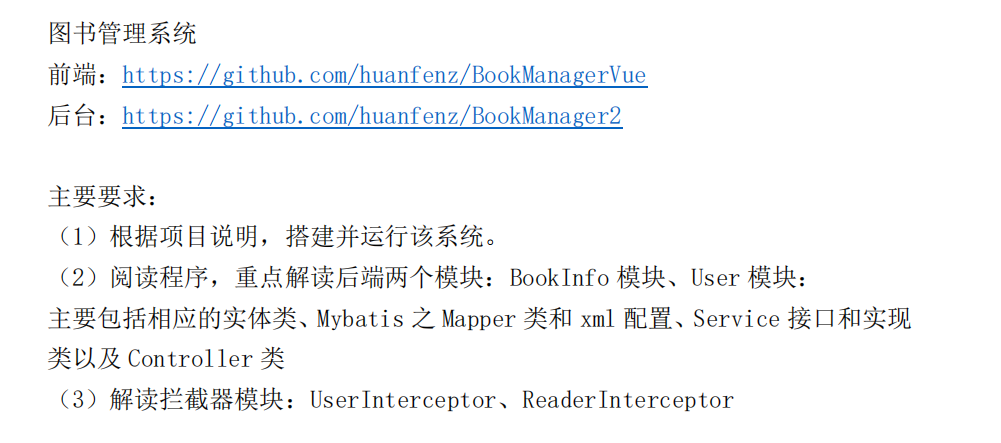 图书管理系统
前端：https://github.com/huanfenz/BookManagerVue
后台：https://github.com/huanfenz/BookManager2
主要要求：
（1）根据项目说明，搭建并运行该系统。
（2）阅读程序，重点解读后端两个模块：BookInfo 模块、User 模块：
主要包括相应的实体类、Mybatis 之 Mapper 类和 xml 配置、Service 接口和实现
类以及 Controller 类
（3）解读拦截器模块：UserInterceptor、ReaderInterceptor